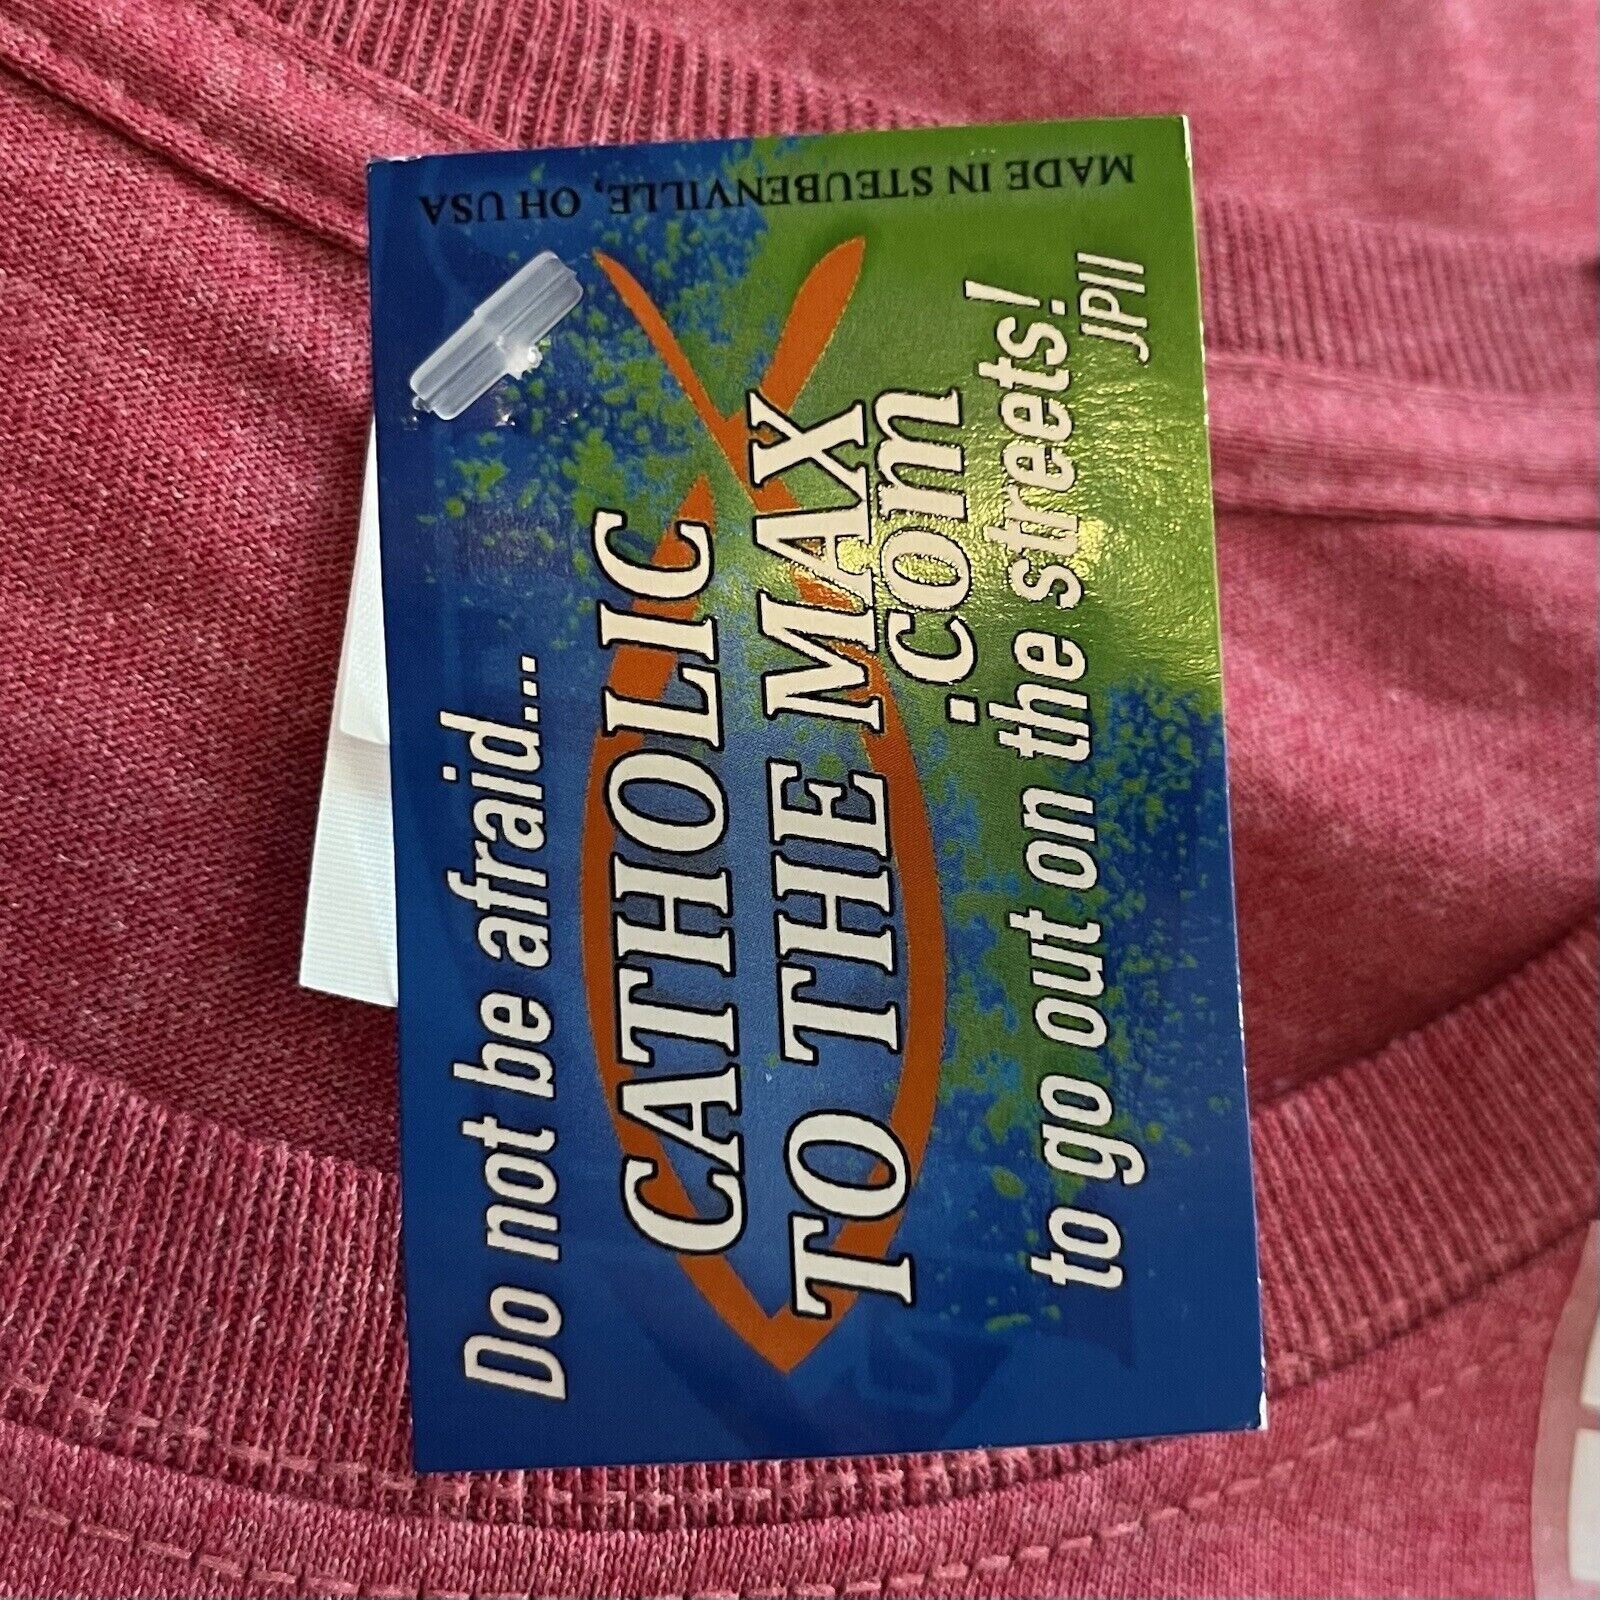 Do not be afraid...
CATHOLIC
TO THE MAX
.com
to go out on the streets!
JPII
MADE IN STEUBENVILLE, OH USA